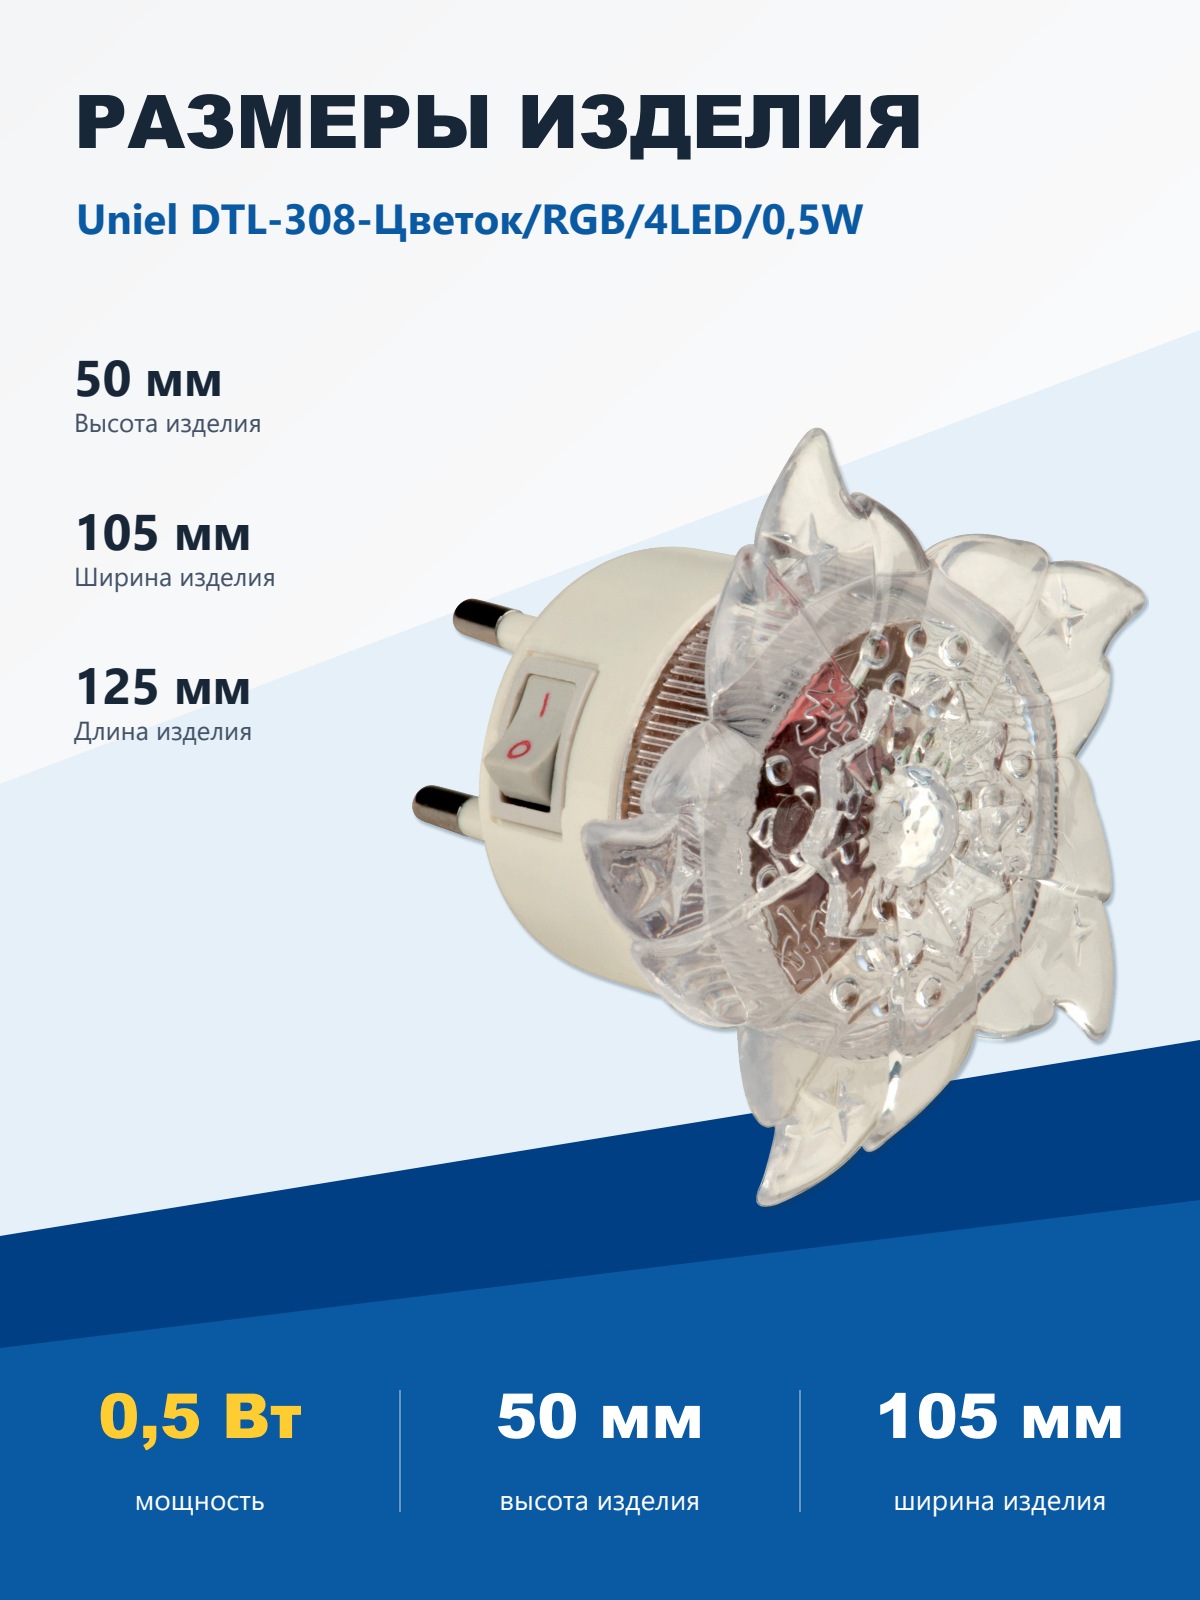 РАЗМЕРЫ ИЗДЕЛИЯ
Uniel DTL-308-Цветок/RGB/4LED/0,5W
50 мм
Высота изделия
105 мм
Ширина изделия
125 мм
Длина изделия
0,5 Вт
мощность
50 мм
высота изделия
105 мм
ширина изделия